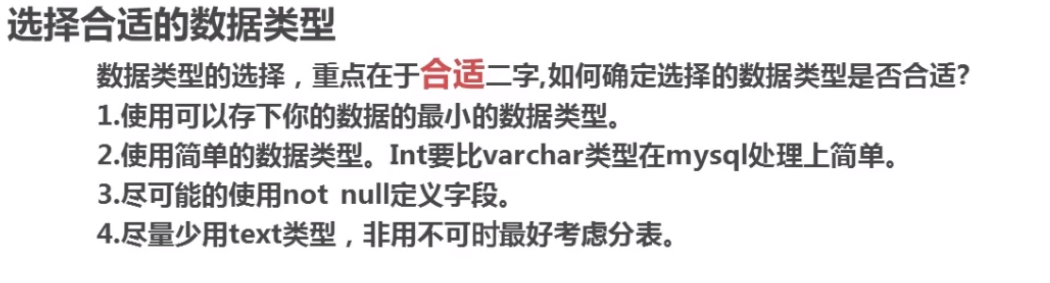 选择合适的数据类型
数据类型的选择，重点在于合适二字,如何确定选择的数据类型是否合适?
1.使用可以存下你的数据的最小的数据类型。
2.使用简单的数据类型。Int要比varchar类型在mysql处理上简单。
3.尽可能的使用not null定义字段。
4.尽量少用text类型，非用不可时最好考虑分表。